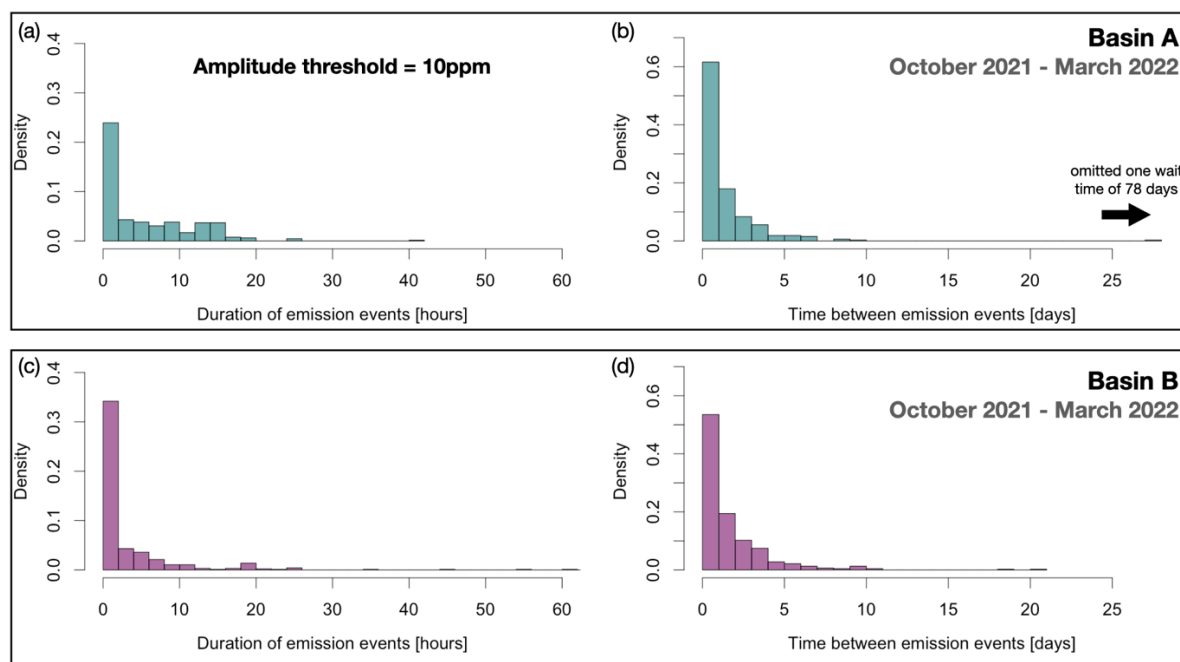 (a)
Amplitude threshold = 10ppm
Density
0.0 0.1 0.2 0.3 0.4
0 10 20 30 40 50 60
Duration of emission events [hours]
(b)
Basin A
October 2021 - March 2022
omitted one wait
time of 78 days
Density
0.0 0.2 0.4 0.6
0 5 10 15 20 25
Time between emission events [days]
(c)
Density
0.0 0.1 0.2 0.3 0.4
0 10 20 30 40 50 60
Duration of emission events [hours]
(d)
Basin B
October 2021 - March 2022
Density
0.0 0.2 0.4 0.6
0 5 10 15 20 25
Time between emission events [days]